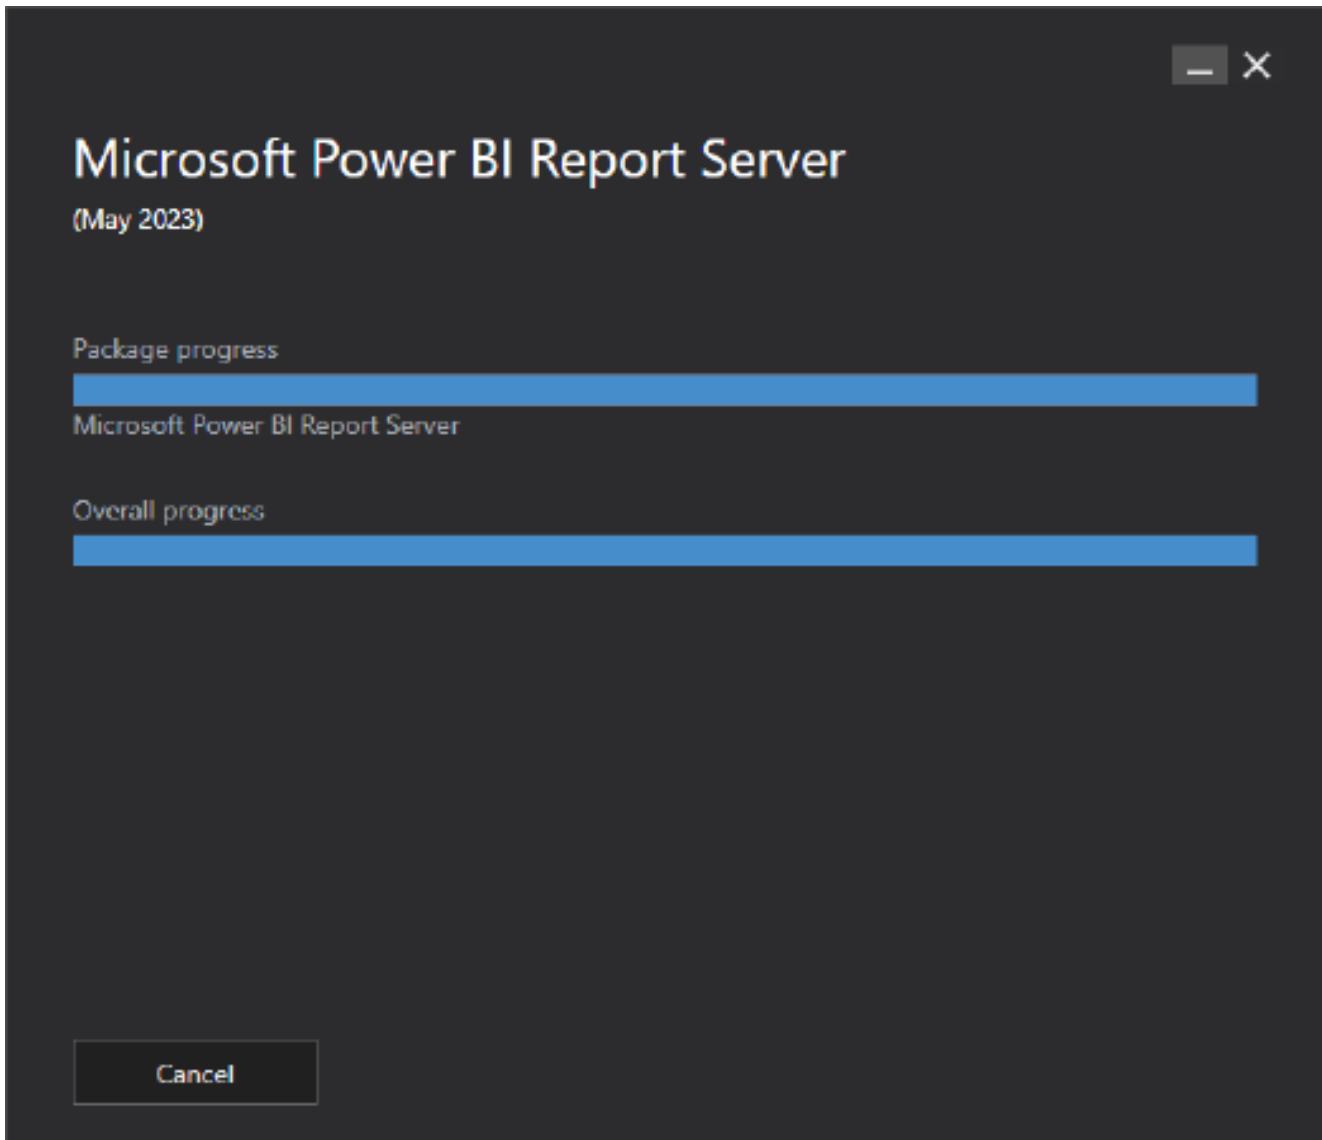 Microsoft Power BI Report Server
(May 2023)
Package progress
Microsoft Power BI Report Server
Overall progress
Cancel